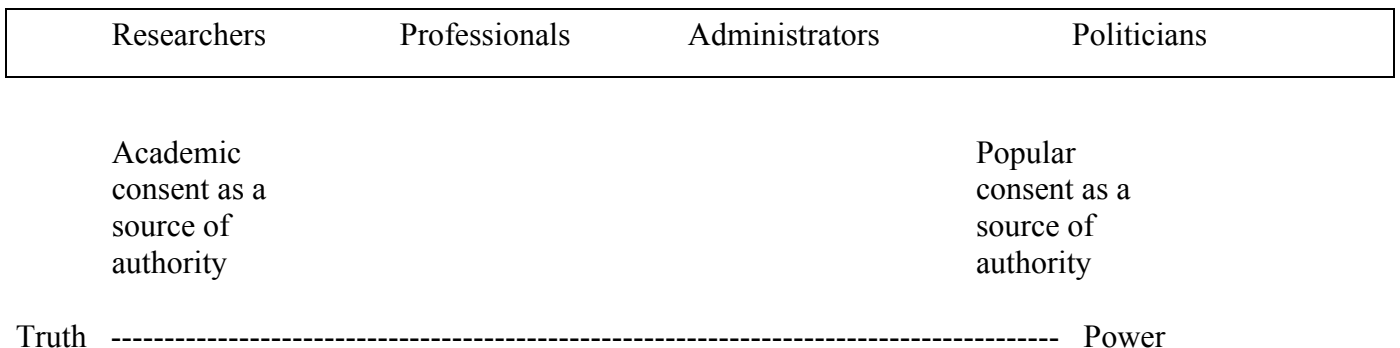 Researchers Professionals Administrators Politicians
Academic
consent as a
source of
authority
Popular
consent as a
source of
authority
Truth ------------------------------------------------------------------------------------------ Power